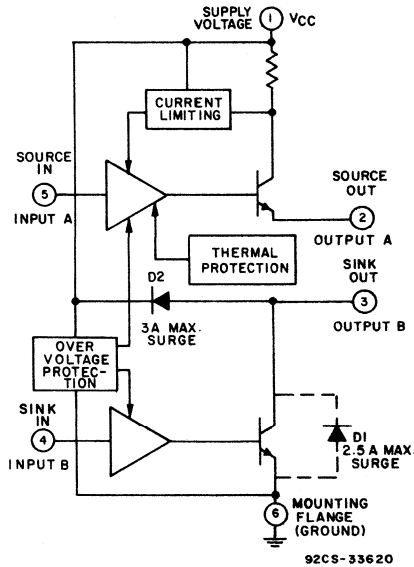 SUPPLY
VOLTAGE
1
VCC
CURRENT
LIMITING
SOURCE
IN
5
INPUT A
SOURCE
OUT
2
OUTPUT A
THERMAL
PROTECTION
SINK
OUT
3
OUTPUT B
D2
3A MAX.
SURGE
OVER
VOLTAGE
PROTEC-
TION
SINK
IN
4
INPUT B
D1
2.5 A MAX.
SURGE
6
MOUNTING
FLANGE
(GROUND)
92CS-33620